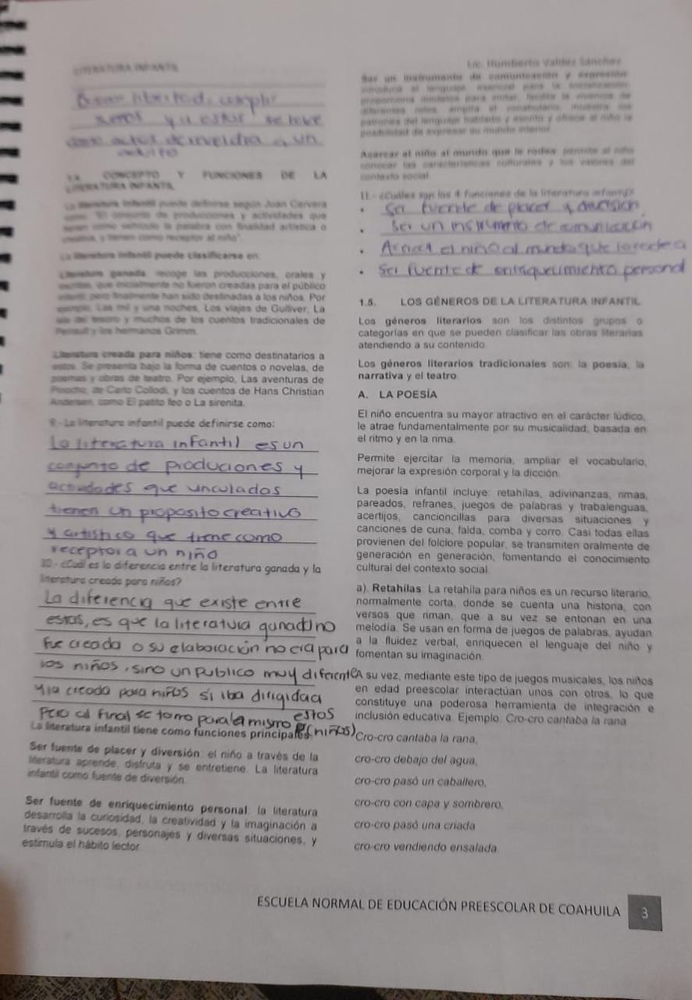 LITERATURA INFANTIL
Lic. Humberto Valdez Sánchez
Buscar libertad, cumplir
y a estos se le ve
como actos de reveldia a un
adulto
CONCEPTO Y FUNCIONES DE LA
LITERATURA INFANTIL
La literatura infantil puede definirse según Juan Cervera
como "El conjunto de producciones y actividades que
tienen como vehículo la palabra con finalidad artística o
creativa, y tienen como receptor al niño".
La literatura infantil puede clasificarse en:
Literatura ganada: recoge las producciones, orales y
escritas, que inicialmente no fueron creadas para el público
infantil, pero finalmente han sido destinadas a los niños. Por
ejemplo, Las mil y una noches, Los viajes de Gulliver, La
isla del tesoro y muchos de los cuentos tradicionales de
Perrault y los hermanos Grimm.
Literatura creada para niños: tiene como destinatarios a
estos. Se presenta bajo la forma de cuentos o novelas, de
poemas y obras de teatro. Por ejemplo, Las aventuras de
Pinocho, de Carlo Collodi, y los cuentos de Hans Christian
Andersen, como El patito feo o La sirenita.
9.- La literatura infantil puede definirse como:
La literatura infantil es un
conjunto de produciones y
actividades que unculados
tienen un proposito creativo
y artistico que tiene como
receptor a un niño
10.- ¿Cuál es la diferencia entre la literatura ganada y la
literatura creada para niños?
La diferencia que existe entre
estas, es que la literatura ganada no
fue creada o su elaboración no era para
los niños, sino un publico muy diferente
Y la creada para niños si iba dirigidaa
estos
Pero al final se tomo para la mismo P(niños)
La literatura infantil tiene como funciones principales:
Ser fuente de placer y diversión: el niño a través de la
literatura aprende, disfruta y se entretiene. La literatura
infantil como fuente de diversión.
Ser fuente de enriquecimiento personal: la literatura
desarrolla la curiosidad, la creatividad y la imaginación a
través de sucesos, personajes y diversas situaciones, y
estimula el hábito lector.
Ser un instrumento de comunicación y expresión:
introduce al lenguaje, esencial para la socialización,
proporciona modelos para imitar, facilita la vivencia de
diferentes roles, amplía el vocabulario, muestra los
patrones del lenguaje hablado y escrito y ofrece al niño la
posibilidad de expresar su mundo interior.
Acercar al niño al mundo que le rodea: permite al niño
conocer las características culturales y los valores del
contexto social.
11.- ¿Cuáles son las 4 funciones de la literatura infantil?
• Ser fuente de placer y diversion
• Ser un instrumento de comunicación
• Acercar el niño al mundo que lo rodea
• Ser fuente de enrisquecimiento personal
1.5. LOS GÉNEROS DE LA LITERATURA INFANTIL
Los géneros literarios son los distintos grupos o
categorías en que se pueden clasificar las obras literarias
atendiendo a su contenido.
Los géneros literarios tradicionales son: la poesía, la
narrativa y el teatro.
A. LA POESÍA
El niño encuentra su mayor atractivo en el carácter lúdico,
le atrae fundamentalmente por su musicalidad, basada en
el ritmo y en la rima.
Permite ejercitar la memoria, ampliar el vocabulario,
mejorar la expresión corporal y la dicción.
La poesía infantil incluye: retahílas, adivinanzas, rimas,
pareados, refranes, juegos de palabras y trabalenguas,
acertijos, cancioncillas para diversas situaciones y
canciones de cuna, falda, comba y corro. Casi todas ellas
provienen del folclore popular, se transmiten oralmente de
generación en generación, fomentando el conocimiento
cultural del contexto social.
a). Retahílas: La retahíla para niños es un recurso literario,
normalmente corta, donde se cuenta una historia, con
versos que riman, que a su vez se entonan en una
melodía. Se usan en forma de juegos de palabras, ayudan
a la fluidez verbal, enriquecen el lenguaje del niño y
fomentan su imaginación.
A su vez, mediante este tipo de juegos musicales, los niños
en edad preescolar interactúan unos con otros, lo que
constituye una poderosa herramienta de integración e
inclusión educativa. Ejemplo: Cro-cro cantaba la rana
Cro-cro cantaba la rana,
cro-cro debajo del agua,
cro-cro pasó un caballero,
cro-cro con capa y sombrero,
cro-cro pasó una criada
cro-cro vendiendo ensalada.
ESCUELA NORMAL DE EDUCACIÓN PREESCOLAR DE COAHUILA 3